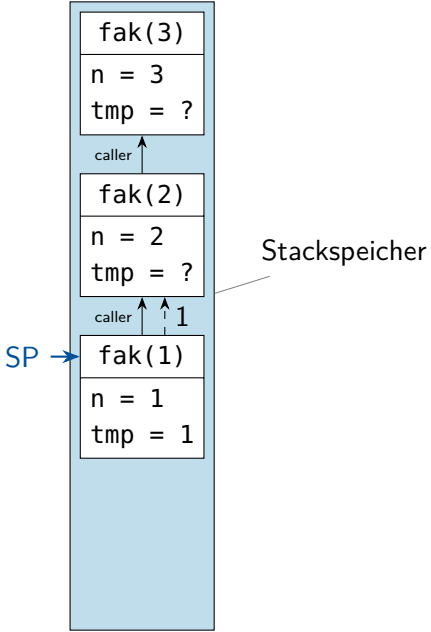 fak(3)
n = 3
tmp = ?
caller
fak(2)
n = 2
tmp = ?
Stackspeicher
caller
1
SP
fak(1)
n = 1
tmp = 1